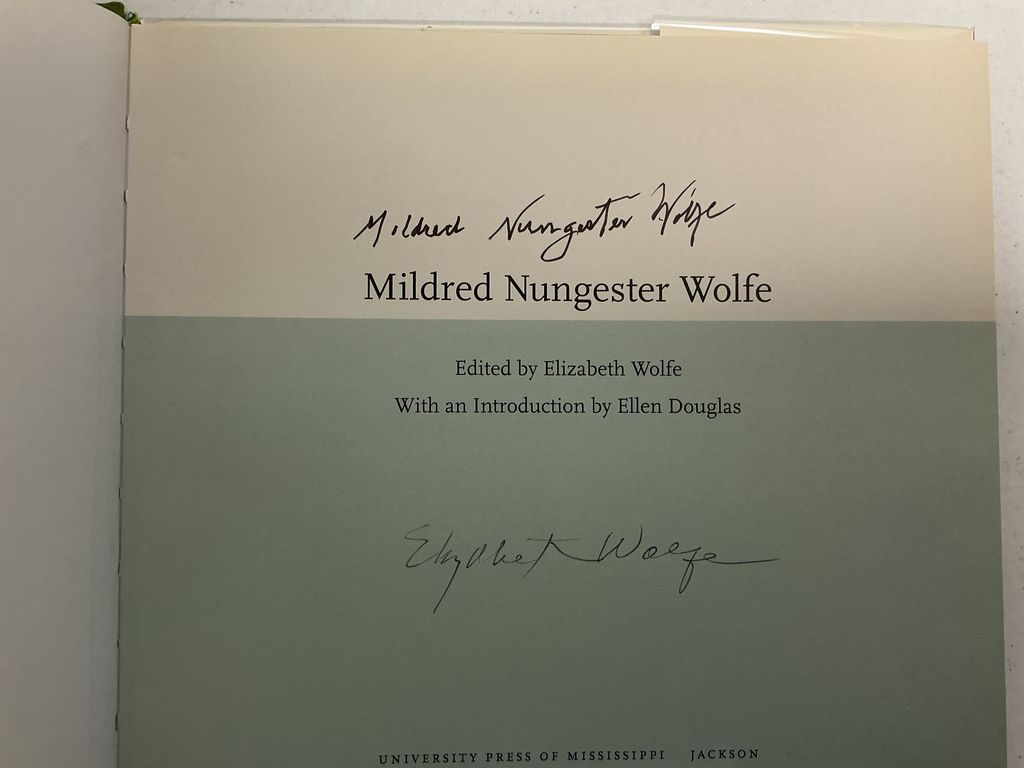 Mildred Nungester Wolfe
Mildred Nungester Wolfe
Edited by Elizabeth Wolfe
With an Introduction by Ellen Douglas
Elizabeth Wolfe
UNIVERSITY PRESS OF MISSISSIPPI JACKSON